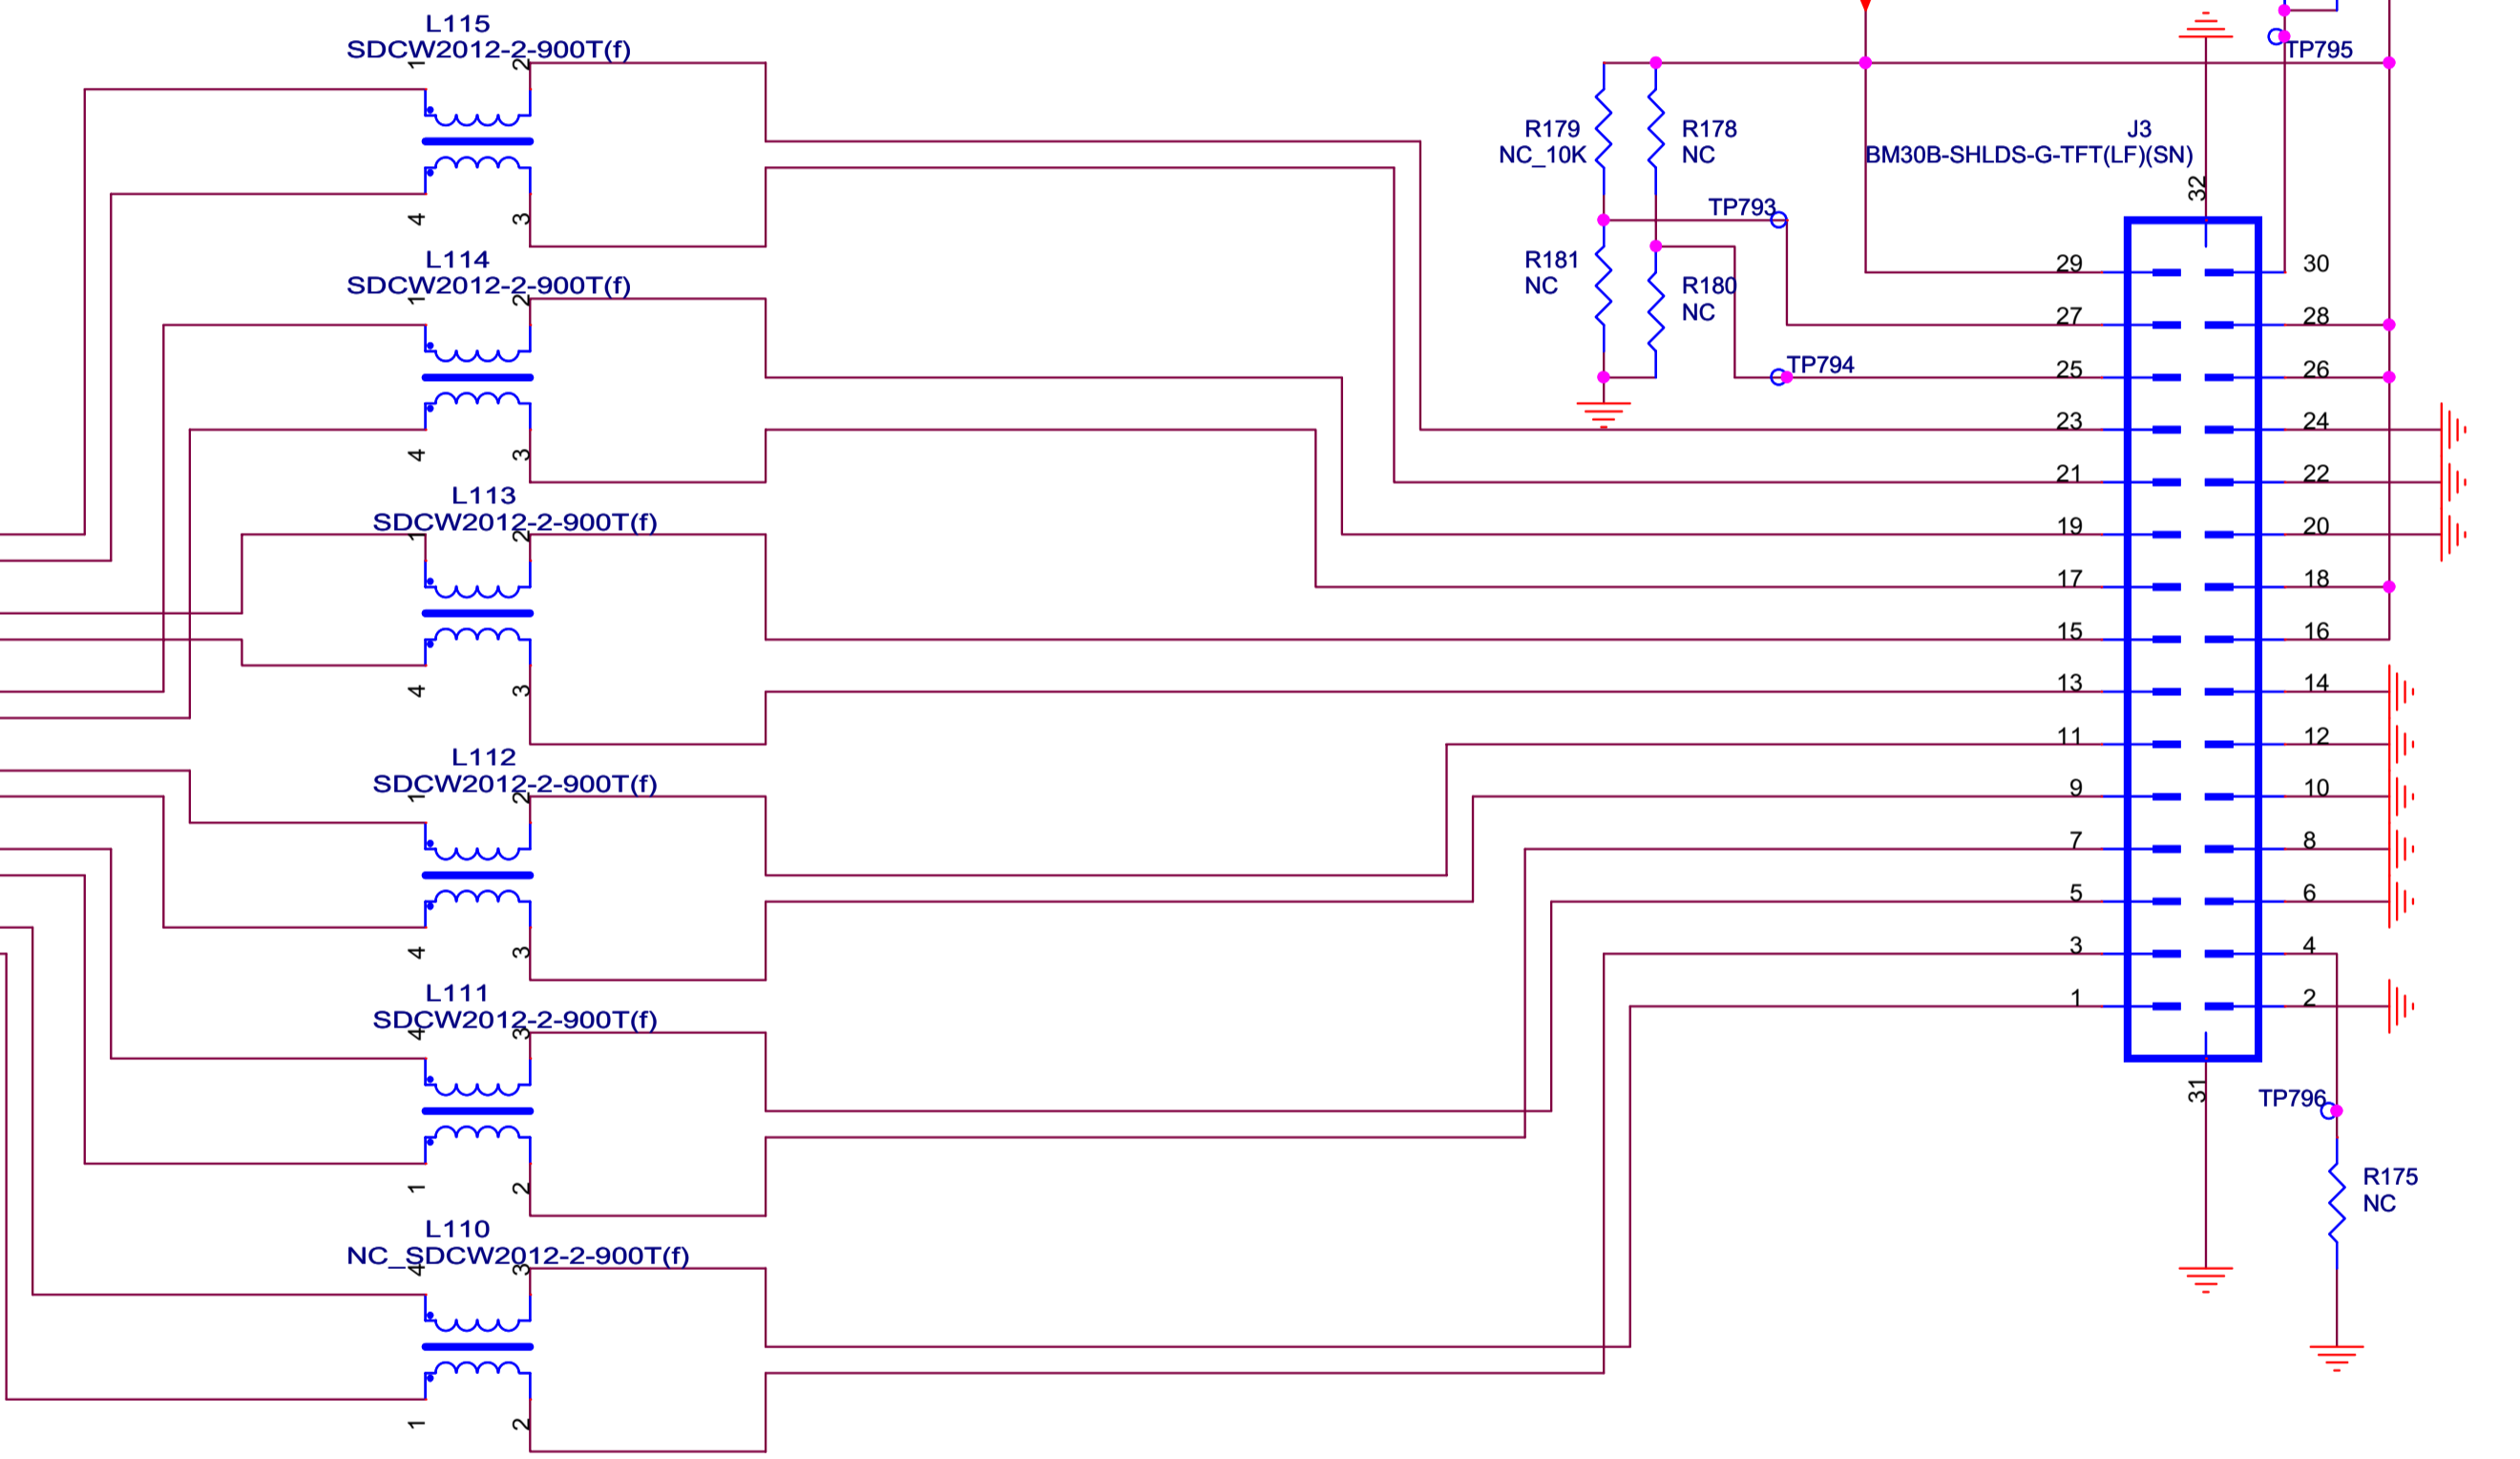 L115
SDCW2012-2-900T(f)
1
2
4
3
L114
SDCW2012-2-900T(f)
1
2
4
3
L113
SDCW2012-2-900T(f)
1
2
4
3
L112
SDCW2012-2-900T(f)
1
2
4
3
L111
SDCW2012-2-900T(f)
4
3
1
2
L110
NC_SDCW2012-2-900T(f)
4
3
1
2
R179
NC_10K
R178
NC
TP793
R181
NC
R180
NC
TP794
TP795
J3
BM30B-SHLDS-G-TFT(LF)(SN)
32
29
30
27
28
25
26
23
24
21
22
19
20
17
18
15
16
13
14
11
12
9
10
7
8
5
6
3
4
1
2
31
TP796
R175
NC